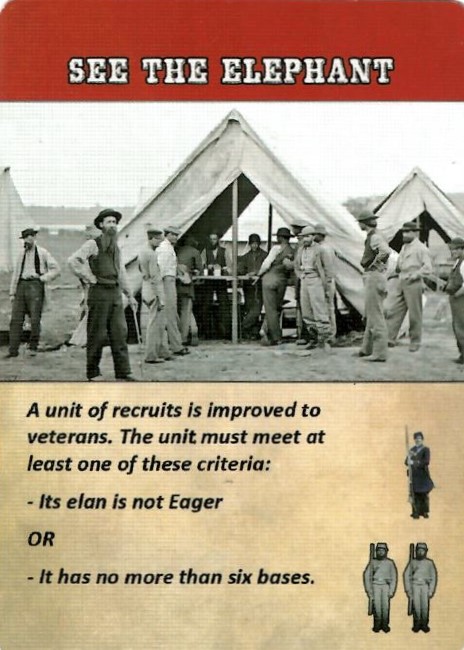 SEE THE ELEPHANT
A unit of recruits is improved to
veterans. The unit must meet at
least one of these criteria:
- Its elan is not Eager
OR
- It has no more than six bases.